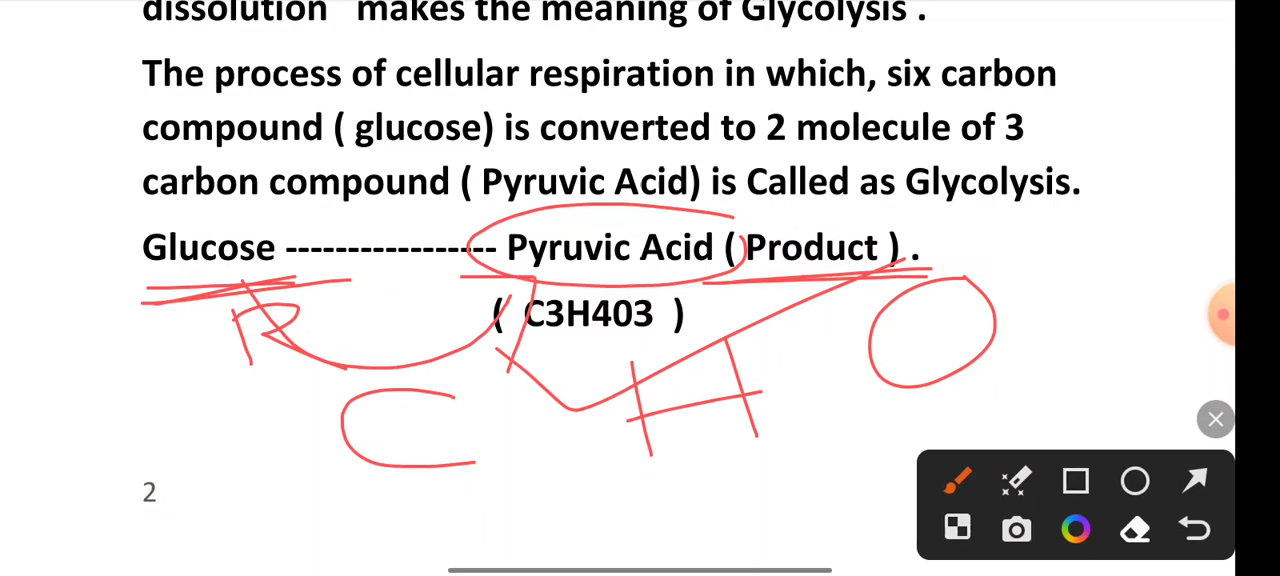 dissolution makes the meaning of Glycolysis .
The process of cellular respiration in which, six carbon
compound ( glucose) is converted to 2 molecule of 3
carbon compound ( Pyruvic Acid) is Called as Glycolysis.
Glucose ----------------- Pyruvic Acid ( Product ) .
( C3H403 )
R
C H O
2